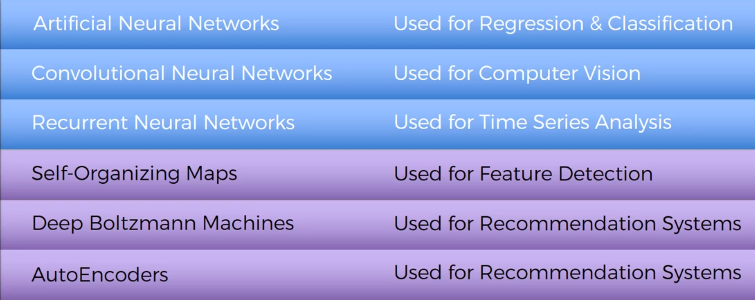 Artificial Neural Networks Used for Regression & Classification
Convolutional Neural Networks Used for Computer Vision
Recurrent Neural Networks Used for Time Series Analysis
Self-Organizing Maps Used for Feature Detection
Deep Boltzmann Machines Used for Recommendation Systems
AutoEncoders Used for Recommendation Systems